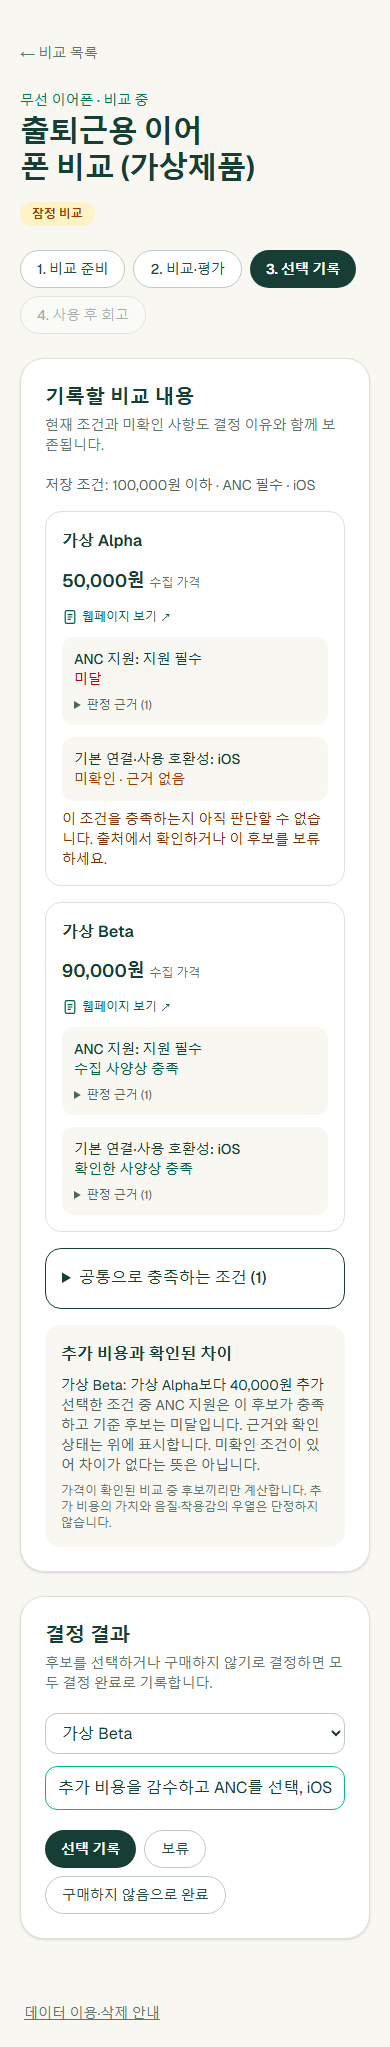 ← 비교 목록
무선 이어폰 · 비교 중
출퇴근용 이어
폰 비교 (가상제품)
잠정 비교
1. 비교 준비
2. 비교·평가
3. 선택 기록
4. 사용 후 회고
기록할 비교 내용
현재 조건과 미확인 사항도 결정 이유와 함께 보
존됩니다.
저장 조건: 100,000원 이하 · ANC 필수 · iOS
가상 Alpha
50,000원 수집 가격
웹페이지 보기 ↗
ANC 지원: 지원 필수
미달
▶ 판정 근거 (1)
기본 연결·사용 호환성: iOS
미확인 · 근거 없음
이 조건을 충족하는지 아직 판단할 수 없습
니다. 출처에서 확인하거나 이 후보를 보류
하세요.
가상 Beta
90,000원 수집 가격
웹페이지 보기 ↗
ANC 지원: 지원 필수
수집 사양상 충족
▶ 판정 근거 (1)
기본 연결·사용 호환성: iOS
확인한 사양상 충족
▶ 판정 근거 (1)
▶ 공통으로 충족하는 조건 (1)
추가 비용과 확인된 차이
가상 Beta: 가상 Alpha보다 40,000원 추가
선택한 조건 중 ANC 지원은 이 후보가 충족
하고 기준 후보는 미달입니다. 근거와 확인
상태는 위에 표시합니다. 미확인 조건이 있
어 차이가 없다는 뜻은 아닙니다.
가격이 확인된 비교 중 후보끼리만 계산합니다. 추
가 비용의 가치와 음질·착용감의 우열은 단정하지
않습니다.
결정 결과
후보를 선택하거나 구매하지 않기로 결정하면 모
두 결정 완료로 기록합니다.
가상 Beta
추가 비용을 감수하고 ANC를 선택, iOS
선택 기록
보류
구매하지 않음으로 완료
데이터 이용·삭제 안내